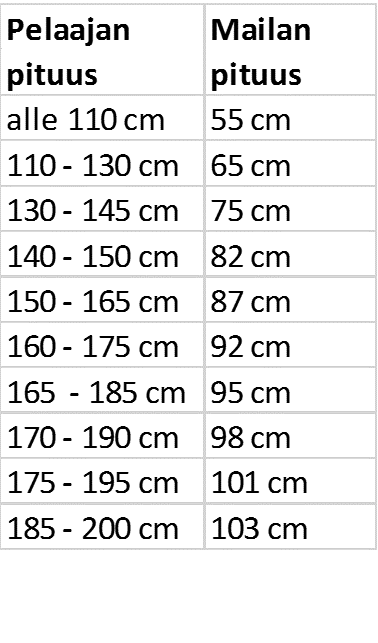 Pelaajan pituus Mailan pituus
alle 110 cm 55 cm
110 - 130 cm 65 cm
130 - 145 cm 75 cm
140 - 150 cm 82 cm
150 - 165 cm 87 cm
160 - 175 cm 92 cm
165 - 185 cm 95 cm
170 - 190 cm 98 cm
175 - 195 cm 101 cm
185 - 200 cm 103 cm